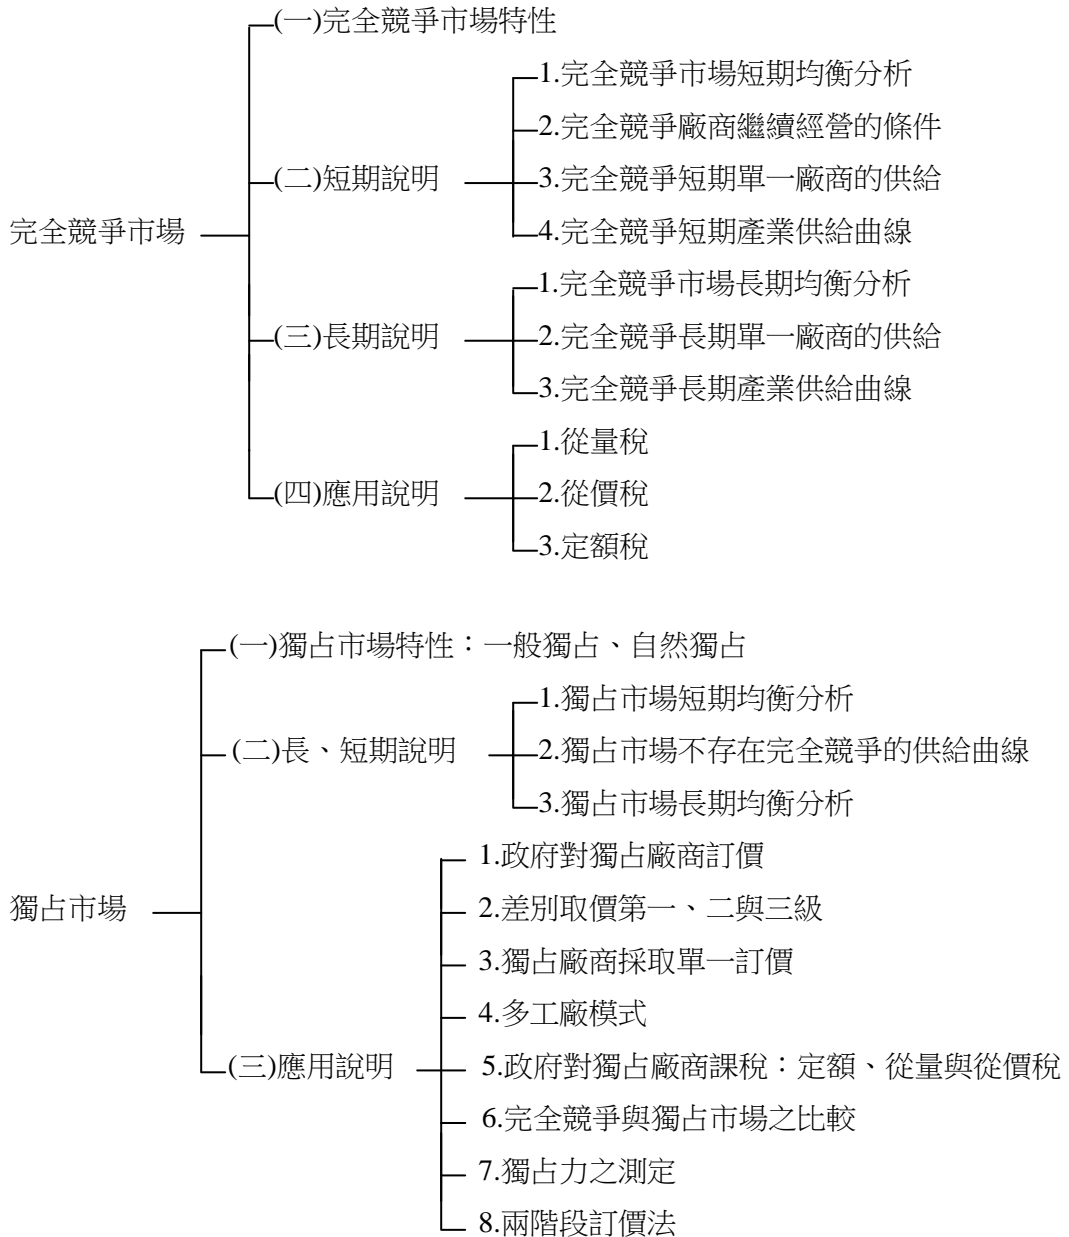 (一)完全競爭市場特性
1.完全競爭市場短期均衡分析
2.完全競爭廠商繼續經營的條件
(二)短期說明
3.完全競爭短期單一廠商的供給
完全競爭市場
4.完全競爭短期產業供給曲線
1.完全競爭市場長期均衡分析
(三)長期說明
2.完全競爭長期單一廠商的供給
3.完全競爭長期產業供給曲線
1.從量稅
(四)應用說明
2.從價稅
3.定額稅
(一)獨占市場特性：一般獨占、自然獨占
1.獨占市場短期均衡分析
(二)長、短期說明
2.獨占市場不存在完全競爭的供給曲線
3.獨占市場長期均衡分析
1.政府對獨占廠商訂價
獨占市場
2.差別取價第一、二與三級
3.獨占廠商採取單一訂價
4.多工廠模式
(三)應用說明
5.政府對獨占廠商課稅：定額、從量與從價稅
6.完全競爭與獨占市場之比較
7.獨占力之測定
8.兩階段訂價法